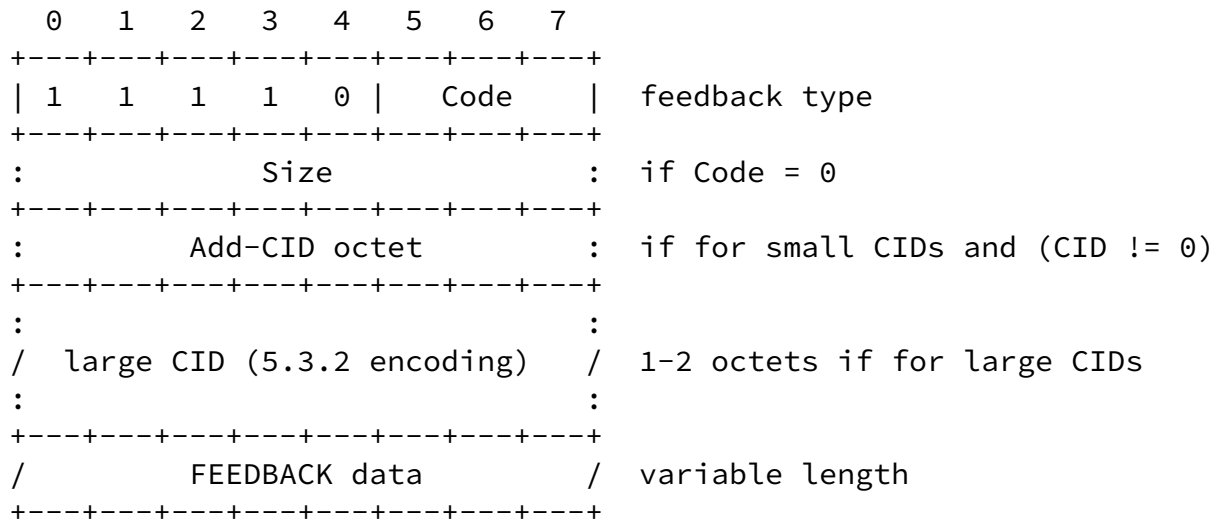 0   1   2   3   4   5   6   7
+---+---+---+---+---+---+---+---+
| 1   1   1   1   0 |   Code    |  feedback type
+---+---+---+---+---+---+---+---+
:             Size              :  if Code = 0
+---+---+---+---+---+---+---+---+
:         Add-CID octet         :  if for small CIDs and (CID != 0)
+---+---+---+---+---+---+---+---+
:                               :
/  large CID (5.3.2 encoding)   /  1-2 octets if for large CIDs
:                               :
+---+---+---+---+---+---+---+---+
/         FEEDBACK data         /  variable length
+---+---+---+---+---+---+---+---+